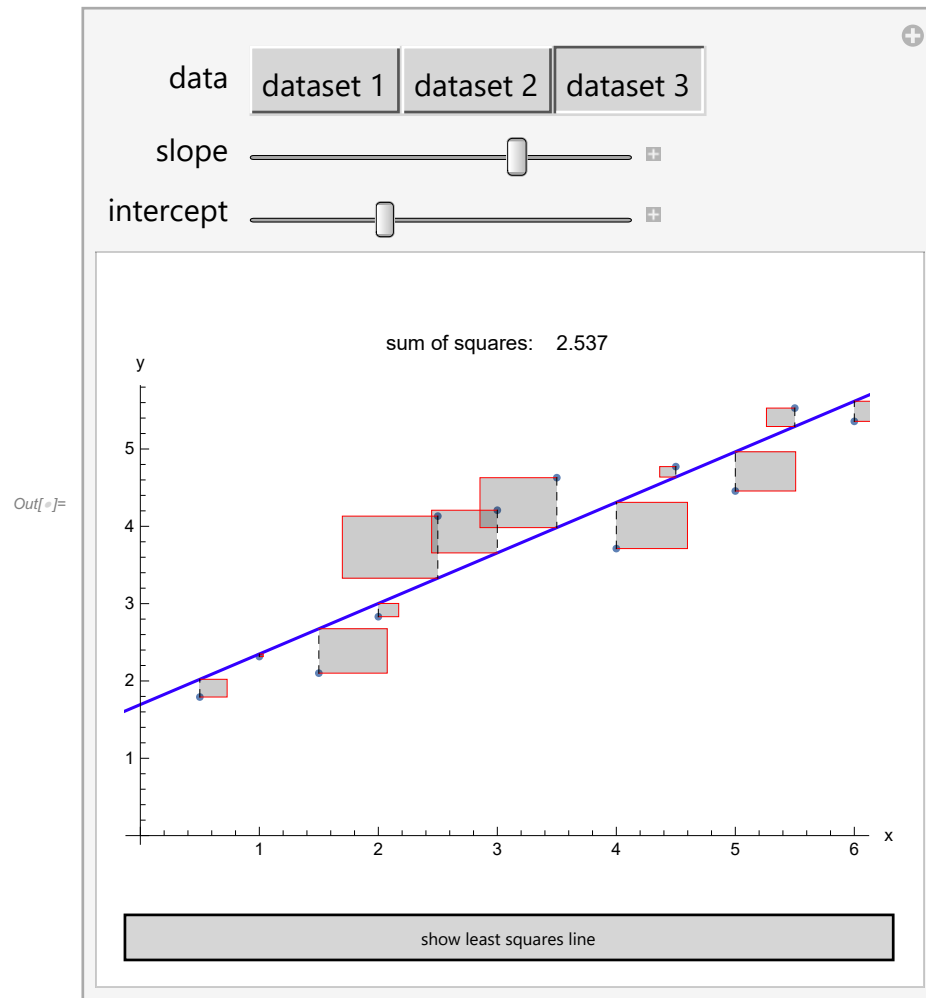 data dataset 1 dataset 2 dataset 3
slope
intercept
sum of squares: 2.537
y
5
Out[•]=
4
3
2
1
x
1 2 3 4 5 6
show least squares line